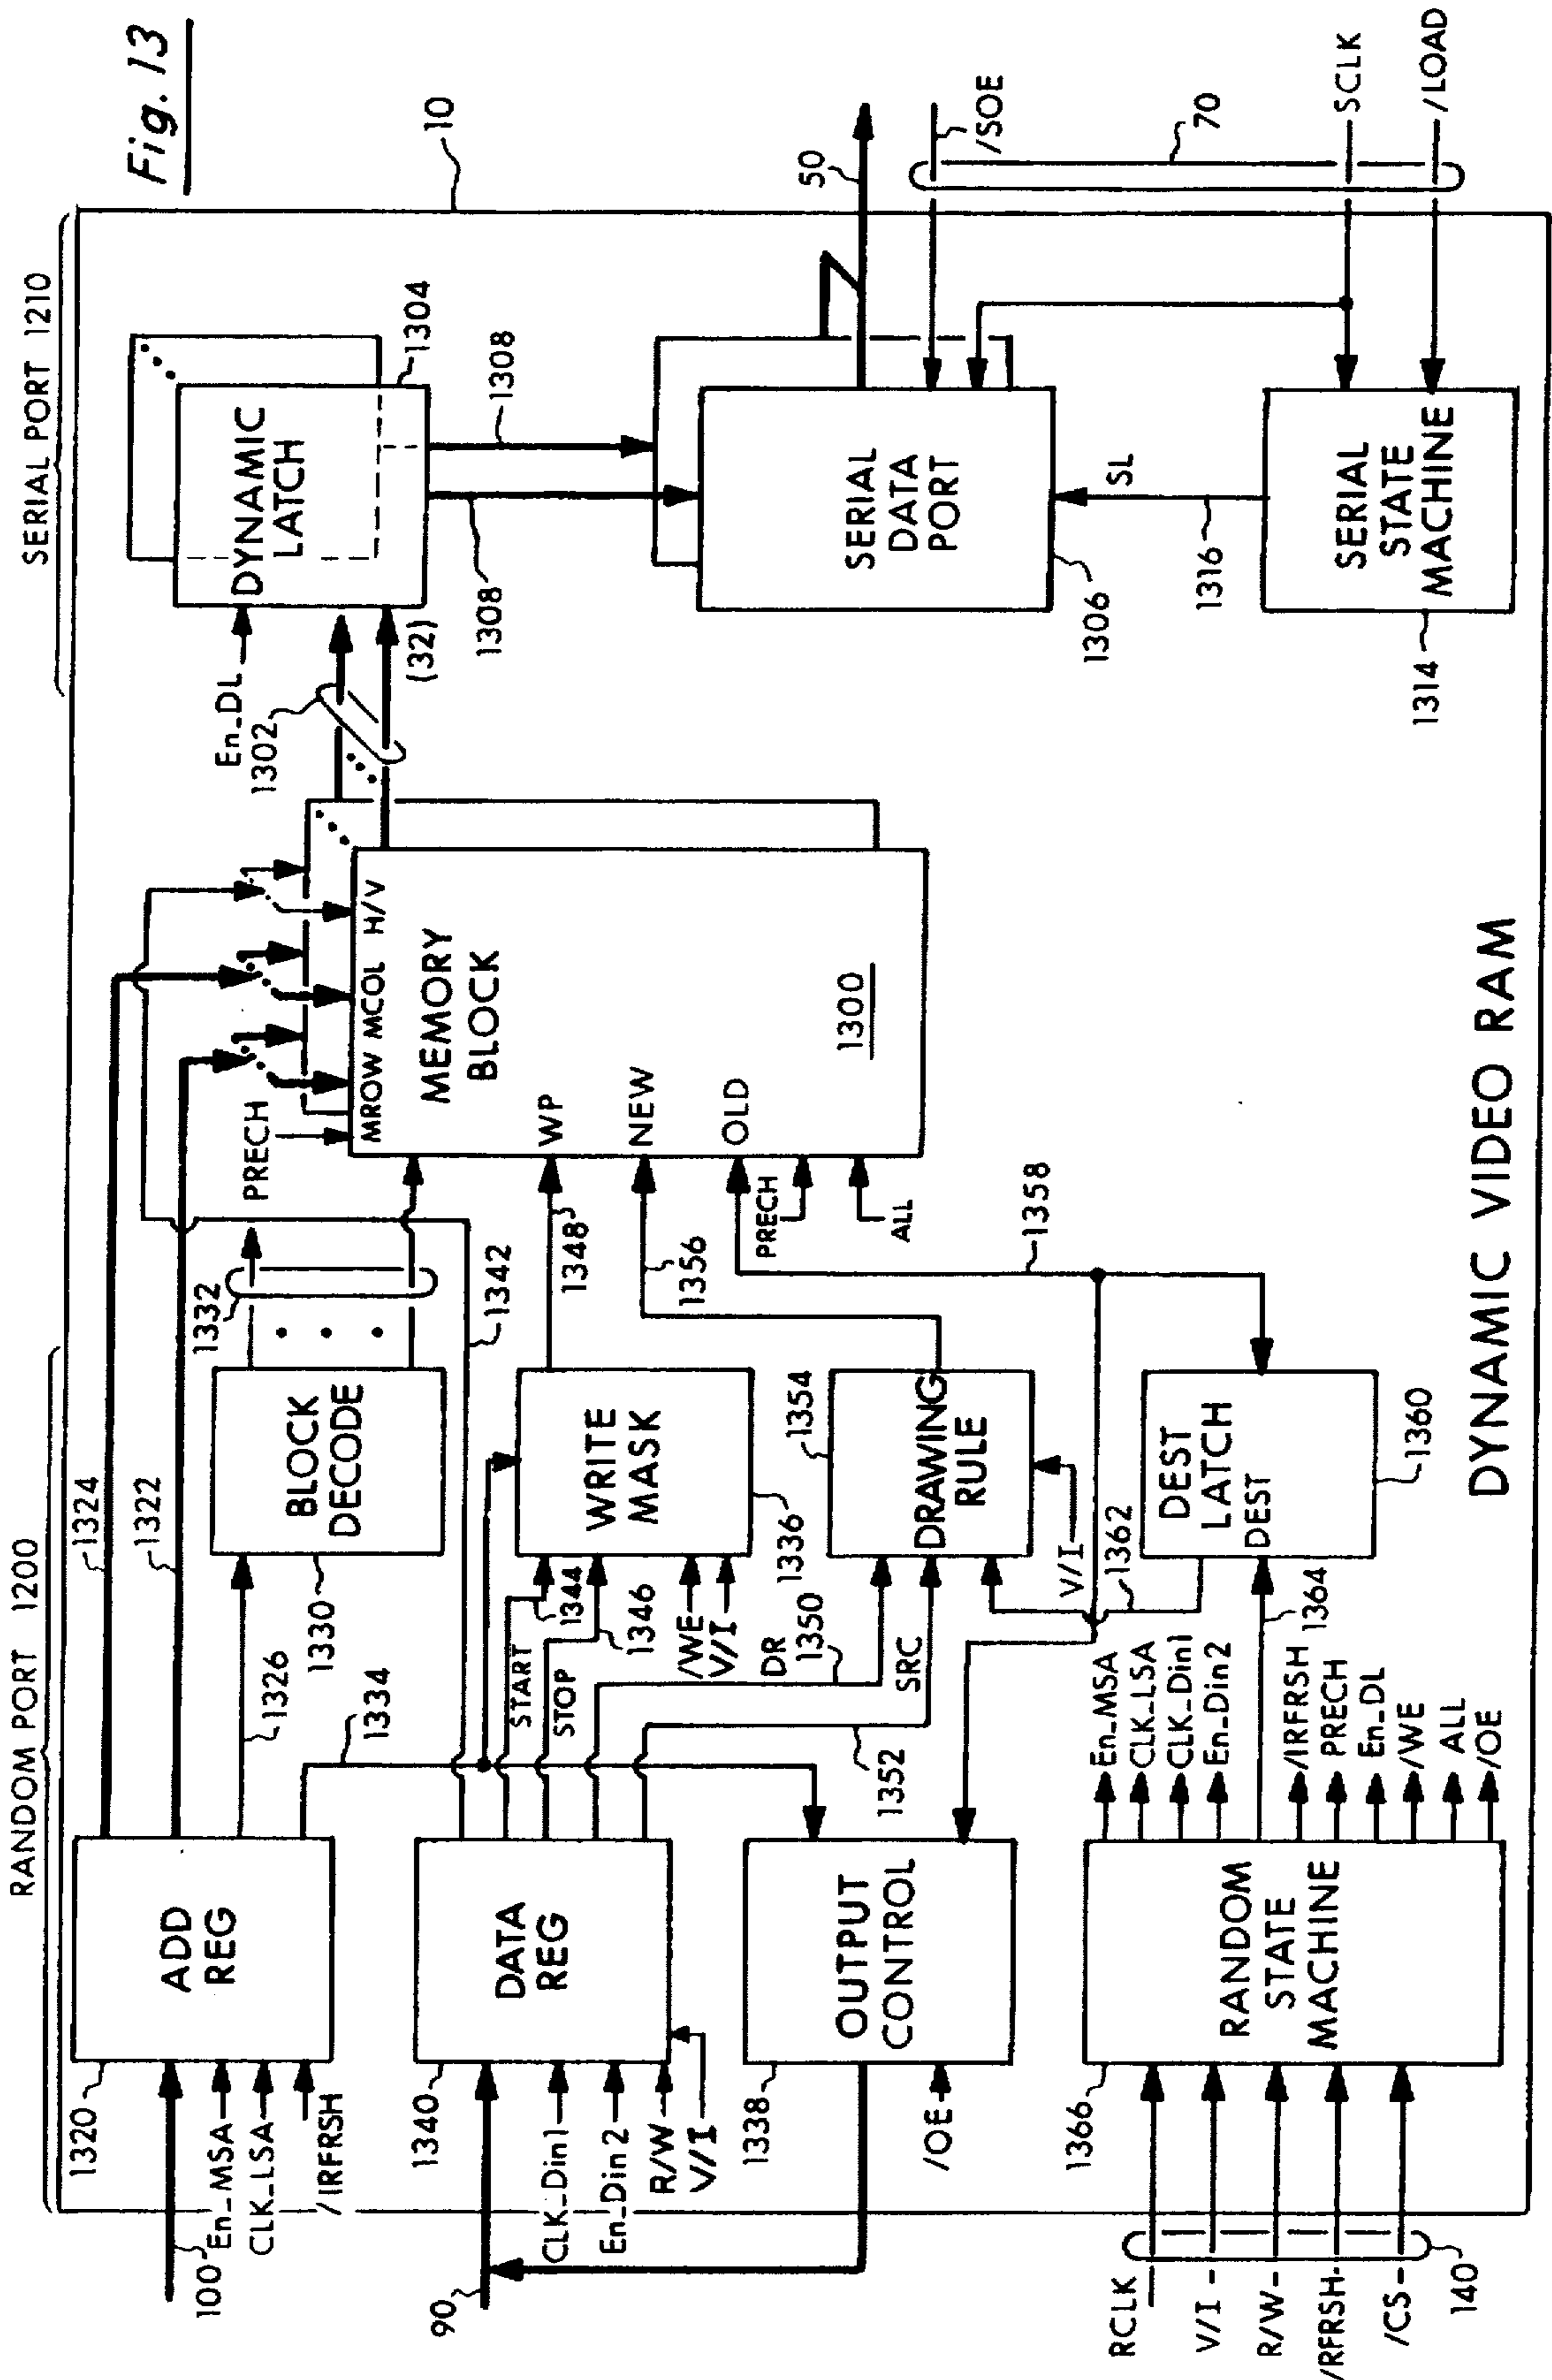 Fig. 13
RANDOM PORT 1200
SERIAL PORT 1210
10
1320
ADD
REG
100
En_MSA
CLK_LSA
/IRFRSH
1324
1322
1326
1334
1330
BLOCK
DECODE
1332
PRECH
1342
1340
DATA
REG
90
CLK_Din1
En_Din2
R/W
V/I
START
STOP
1344
1346
/WE
V/I
DR
1350
SRC
1352
WRITE
MASK
1336
1348
1354
DRAWING
RULE
V/I
1356
1362
1338
OUTPUT
CONTROL
/OE
1358
DEST
LATCH
DEST
1360
1364
1366
RANDOM
STATE
MACHINE
RCLK
V/I
R/W
/RFRSH
/CS
140
En_MSA
CLK_LSA
CLK_Din1
En_Din2
/IRFRSH
PRECH
En_DL
/WE
ALL
/OE
MROW MCOL H/V
MEMORY
BLOCK
1300
WP
NEW
OLD
PRECH
ALL
En_DL
1302
(32)
DYNAMIC
LATCH
1304
1308
1308
SERIAL
DATA
PORT
1306
50
/SOE
70
SCLK
/LOAD
SL
1316
SERIAL
STATE
MACHINE
1314
DYNAMIC VIDEO RAM